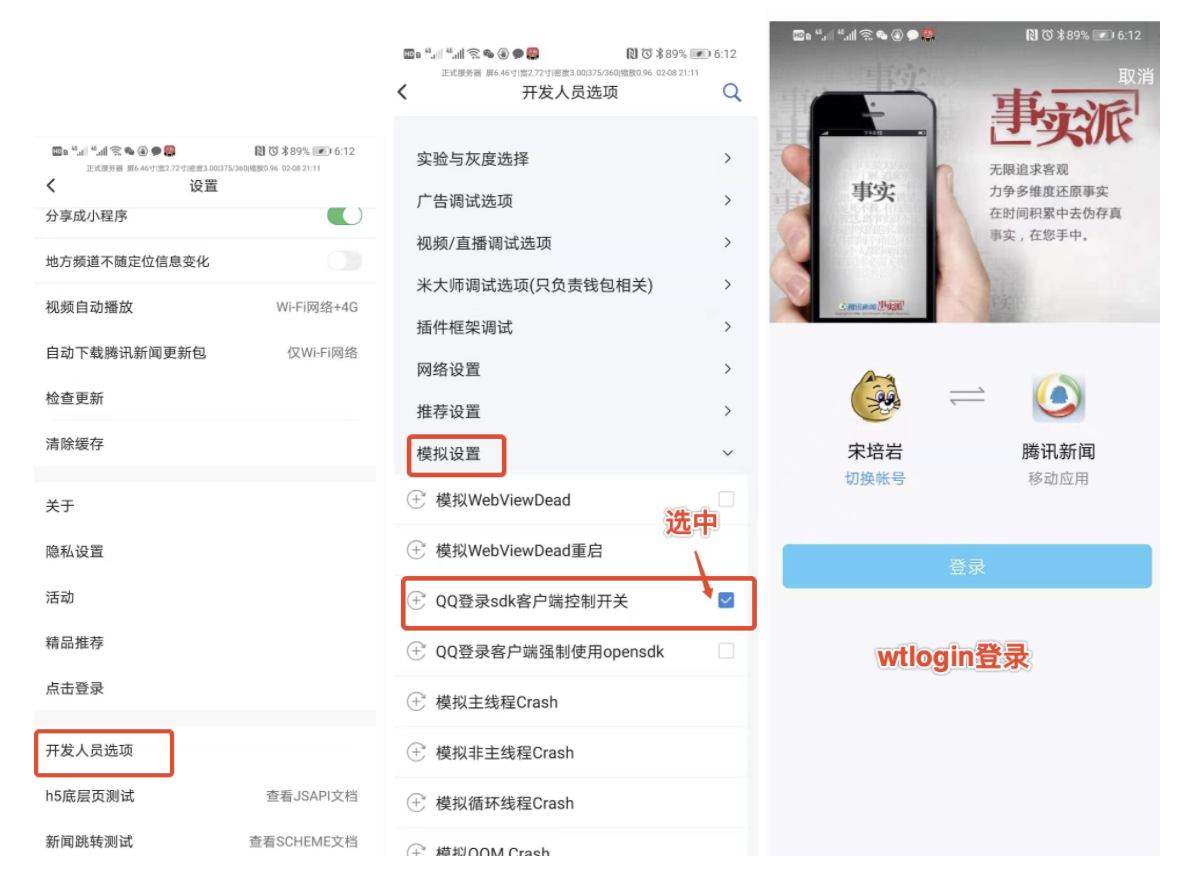 6:12
正式服务器 屏6.46寸|宽2.72寸|密度3.00|375/360|缩放0.96 02-08 21:11
设置
分享成小程序
地方频道不随定位信息变化
视频自动播放 Wi-Fi网络+4G
自动下载腾讯新闻更新包 仅Wi-Fi网络
检查更新
清除缓存
关于
隐私设置
活动
精品推荐
点击登录
开发人员选项
h5底层页测试 查看JSAPI文档
新闻跳转测试 查看SCHEME文档
89% 6:12
正式服务器 屏6.46寸|宽2.72寸|密度3.00|375/360|缩放0.96 02-08 21:11
开发人员选项
实验与灰度选择
广告调试选项
视频/直播调试选项
米大师调试选项(只负责钱包相关)
插件框架调试
网络设置
推荐设置
模拟设置
模拟WebViewDead
选中
模拟WebViewDead重启
QQ登录sdk客户端控制开关
QQ登录客户端强制使用opensdk
模拟主线程Crash
模拟非主线程Crash
模拟循环线程Crash
模拟OOM Crash
89% 6:12
取消
事实派
无限追求客观
力争多维度还原事实
在时间积累中去伪存真
事实，在您手中。
事实
腾讯新闻 事实派
宋培岩 腾讯新闻
切换帐号 移动应用
登录
wtlogin登录